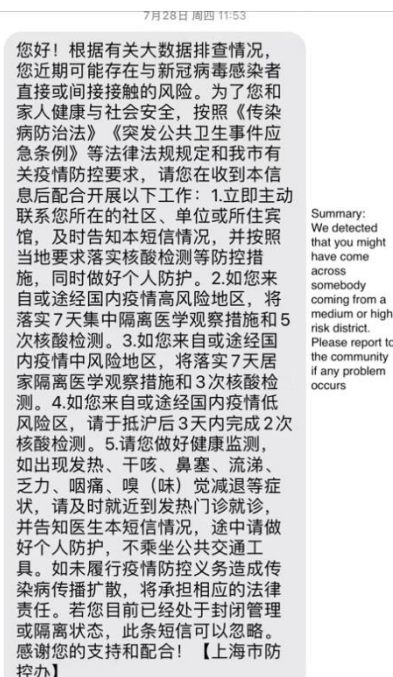 7月28日 周四 11:53
您好！根据有关大数据排查情况，
您近期可能存在与新冠病毒感染者
直接或间接接触的风险。为了您和
家人健康与社会安全，按照《传染
病防治法》《突发公共卫生事件应
急条例》等法律法规规定和我市有
关疫情防控要求，请您在收到本信
息后配合开展以下工作：1.立即主动
联系您所在的社区、单位或所住宾
馆，及时告知本短信情况，并按照
当地要求落实核酸检测等防控措
施，同时做好个人防护。2.如您来
自或途经国内疫情高风险地区，将
落实7天集中隔离医学观察措施和5
次核酸检测。3.如您来自或途经国
内疫情中风险地区，将落实7天居
家隔离医学观察措施和3次核酸检
测。4.如您来自或途经国内疫情低
风险区，请于抵沪后3天内完成2次
核酸检测。5.请您做好健康监测，
如出现发热、干咳、鼻塞、流涕、
乏力、咽痛、嗅（味）觉减退等症
状，请及时就近到发热门诊就诊，
并告知医生本短信情况，途中请做
好个人防护，不乘坐公共交通工
具。如未履行疫情防控义务造成传
染病传播扩散，将承担相应的法律
责任。若您目前已经处于封闭管理
或隔离状态，此条短信可以忽略。
感谢您的支持和配合！【上海市防
控办】
Summary:
We detected
that you might
have come
across
somebody
coming from a
medium or high
risk district.
Please report to
the community
if any problem
occurs